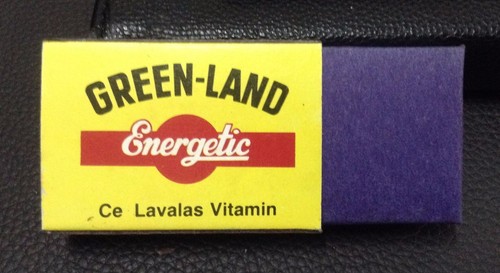 GREEN-LAND
Energetic
Ce Lavalas Vitamin